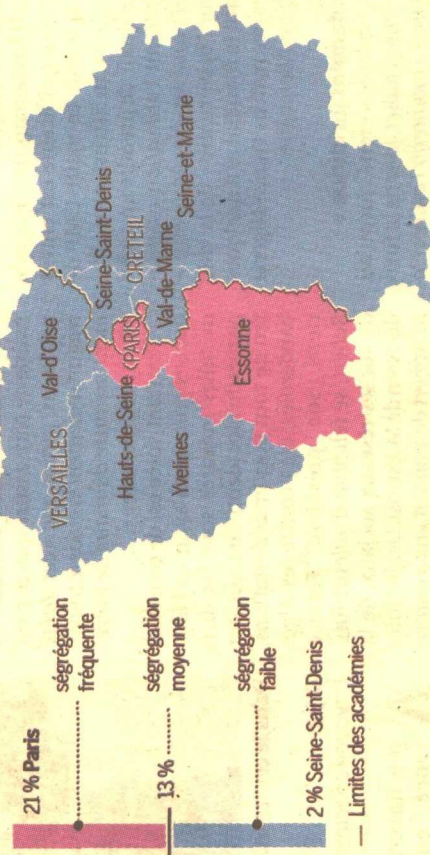 21 % Paris
ségrégation
fréquente
13 %
ségrégation
moyenne
ségrégation
faible
2 % Seine-Saint-Denis
— Limites des académies
VERSAILLES
Val-d'Oise
Seine-Saint-Denis
Hauts-de-Seine
PARIS
CRETEIL
Val-de-Marne
Seine-et-Marne
Yvelines
Essonne